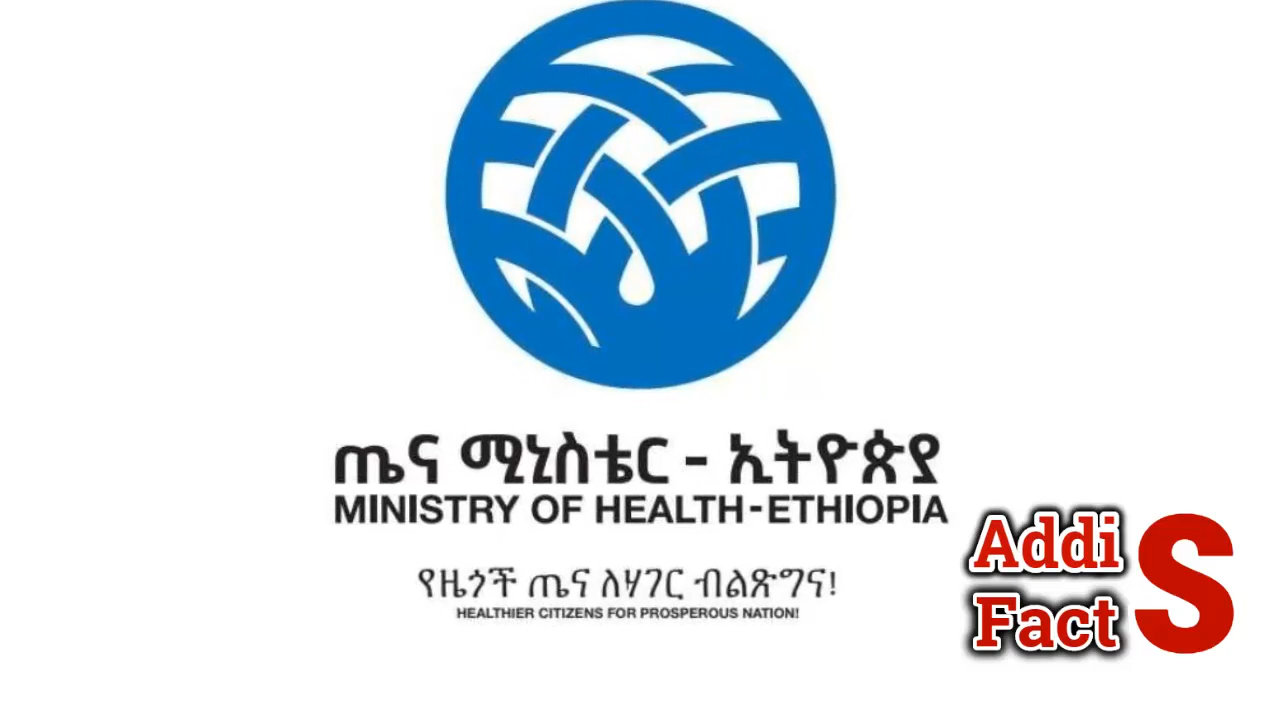 ጤና ሚኒስቴር - ኢትዮጵያ
MINISTRY OF HEALTH-ETHIOPIA
የዜጎች ጤና ለሃገር ብልጽግና!
HEALTHIER CITIZENS FOR PROSPEROUS NATION!
Addi
Fact S